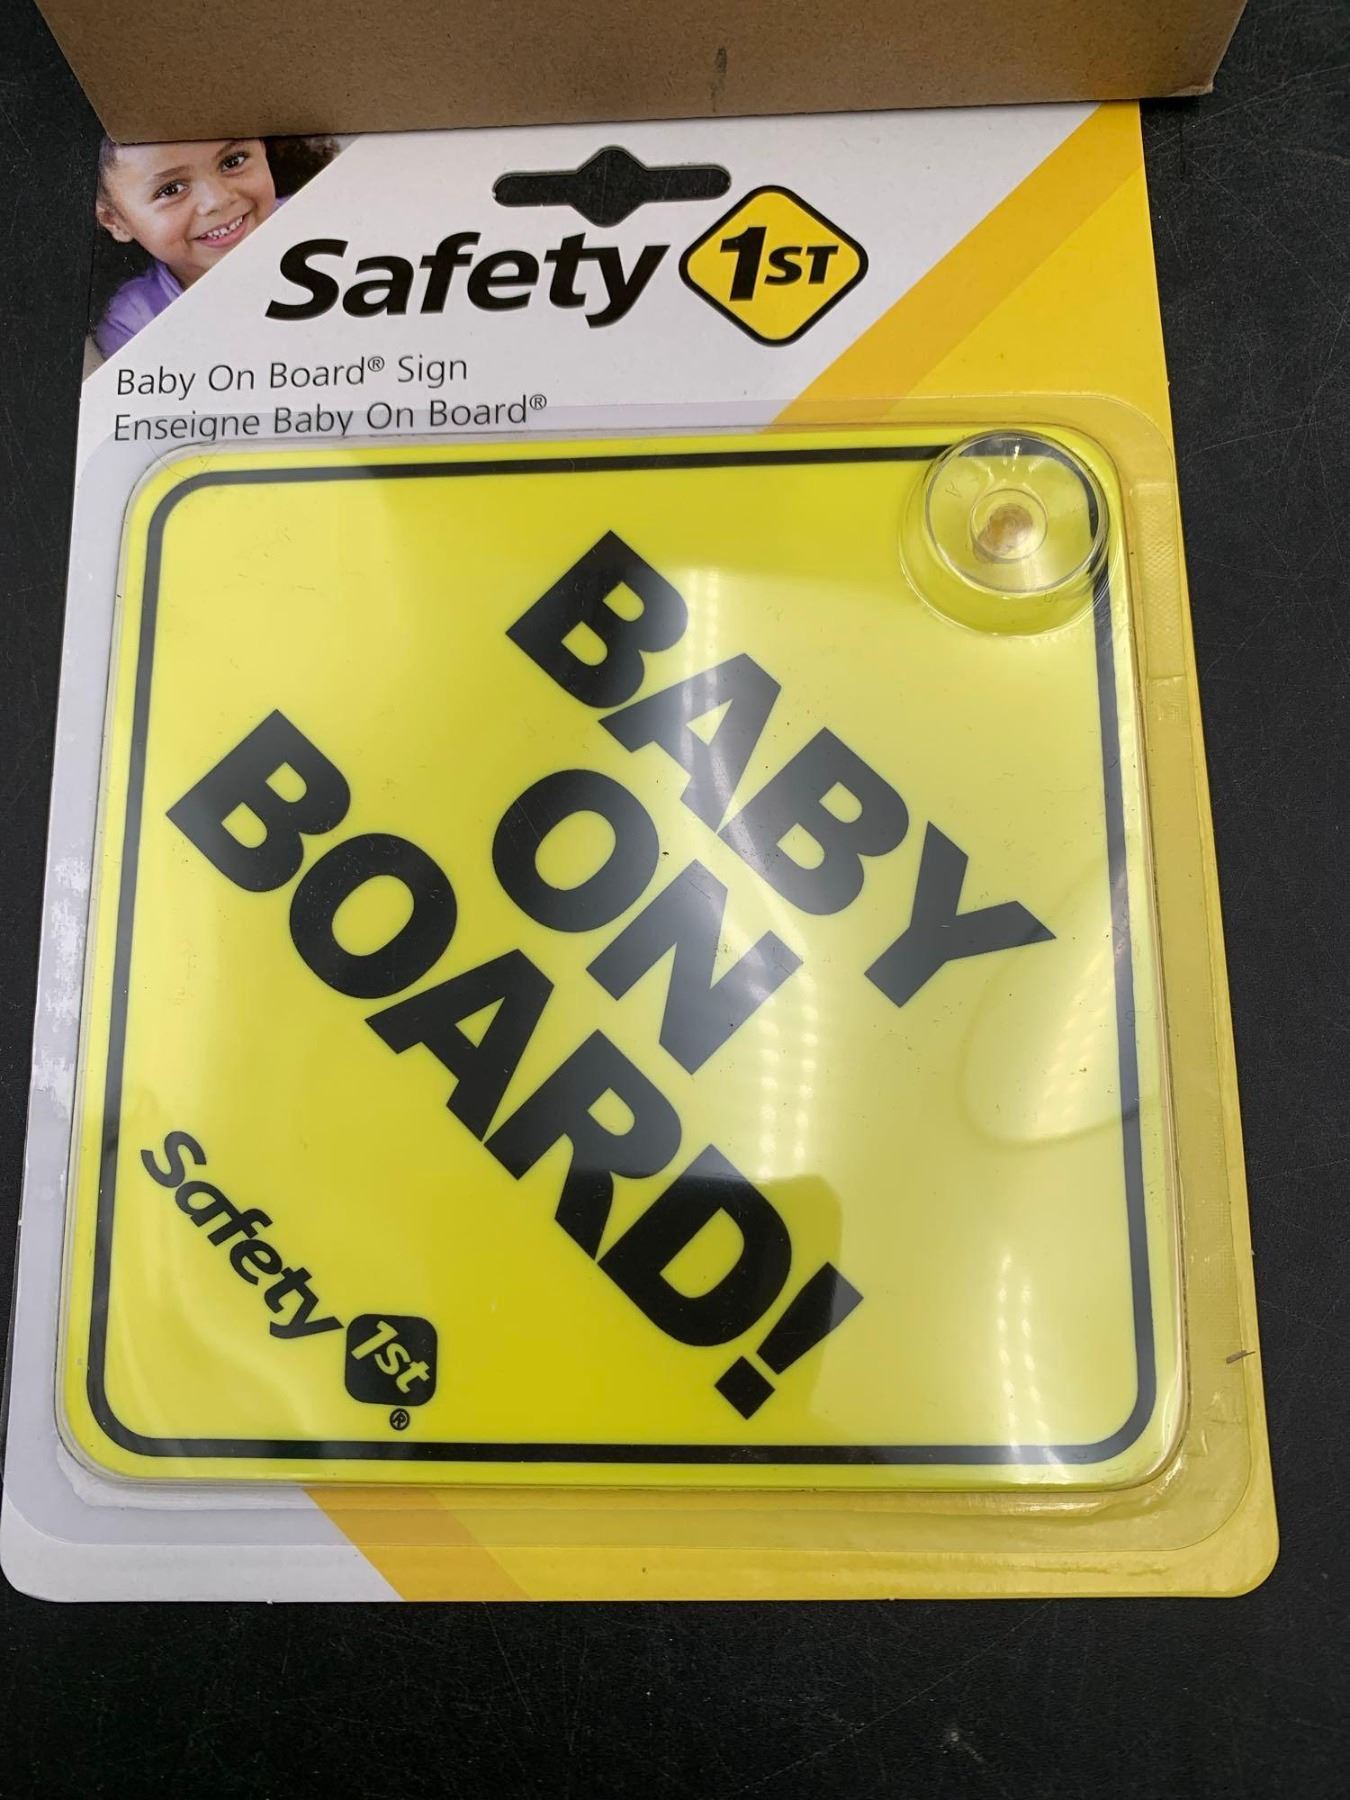 Safety 1ST
Baby On Board® Sign
Enseigne Baby On Board®
BABY
ON
BOARD!
Safety 1st®